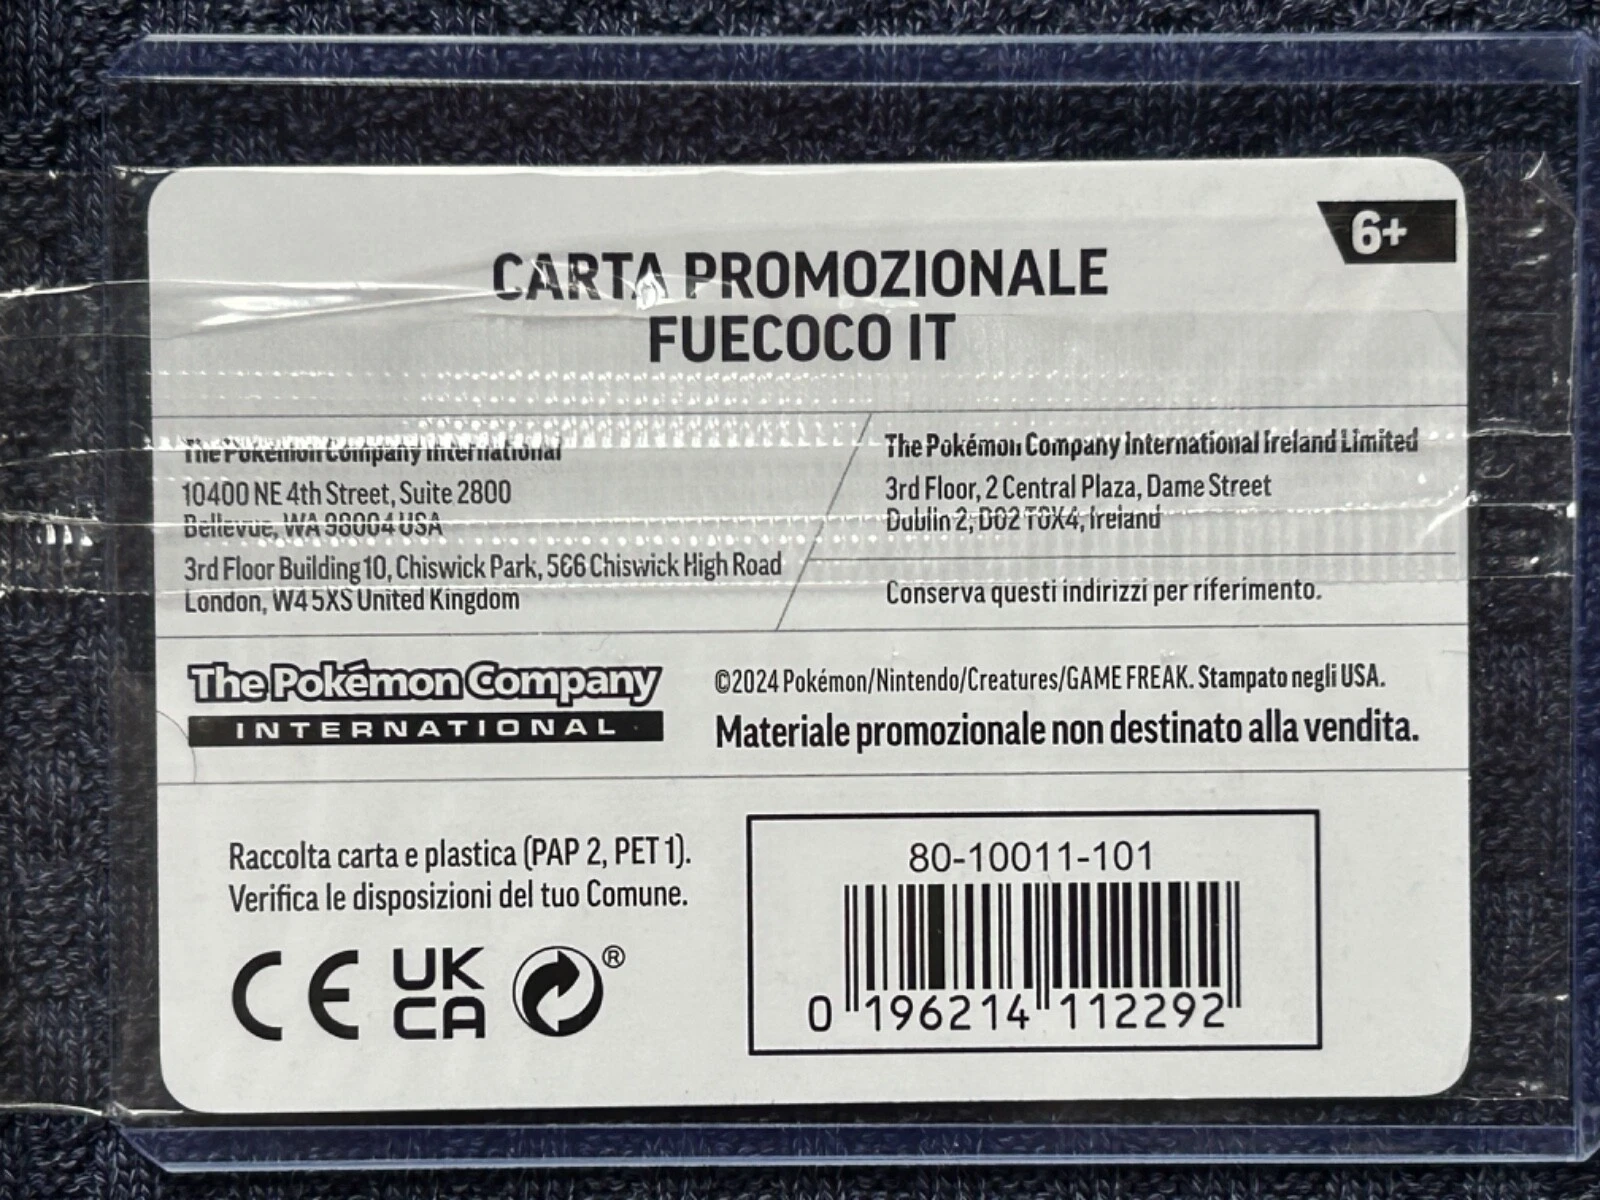 6+
CARTA PROMOZIONALE
FUECOCO IT
The Pokémon Company International
10400 NE 4th Street, Suite 2800
Bellevue, WA 98004 USA
3rd Floor Building 10, Chiswick Park, 566 Chiswick High Road
London, W4 5XS United Kingdom
The Pokémon Company International Ireland Limited
3rd Floor, 2 Central Plaza, Dame Street
Dublin 2, D02 T0X4, Ireland
Conserva questi indirizzi per riferimento.
The Pokémon Company
INTERNATIONAL
©2024 Pokémon/Nintendo/Creatures/GAME FREAK. Stampato negli USA.
Materiale promozionale non destinato alla vendita.
Raccolta carta e plastica (PAP 2, PET 1).
Verifica le disposizioni del tuo Comune.
CE UK CA ®
80-10011-101
0 196214 112292